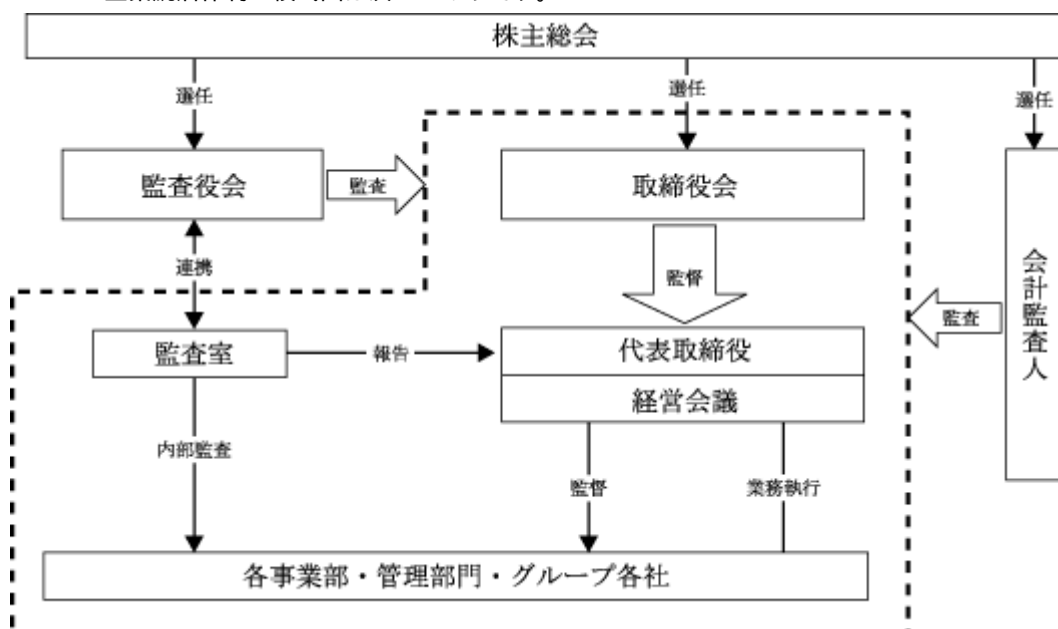 株主総会
選任
選任
選任
監査役会
監査
取締役会
連携
監督
会計監査人
監査
監査室
報告
代表取締役
経営会議
内部監査
監督
業務執行
各事業部・管理部門・グループ各社